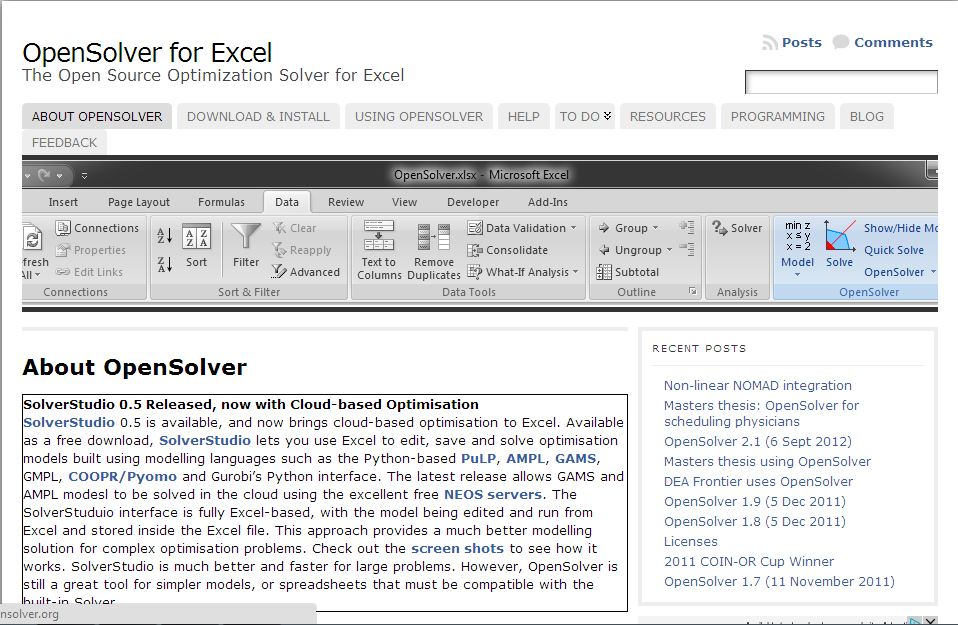 OpenSolver for Excel
The Open Source Optimization Solver for Excel
Posts Comments
ABOUT OPENSOLVER DOWNLOAD & INSTALL USING OPENSOLVER HELP TO DO RESOURCES PROGRAMMING BLOG
FEEDBACK
OpenSolver.xlsx - Microsoft Excel
Insert Page Layout Formulas Data Review View Developer Add-Ins
fresh
All
Connections
Properties
Edit Links
Connections
A Z
Z A
Z A
A Z
Sort
Filter
Clear
Reapply
Advanced
Sort & Filter
Text to
Columns
Remove
Duplicates
Data Validation
Consolidate
What-If Analysis
Data Tools
Group
Ungroup
Subtotal
Outline
Solver
Analysis
min z
x ≤ y
x = 2
Model
Solve
Show/Hide Mo
Quick Solve
OpenSolver
OpenSolver
About OpenSolver
SolverStudio 0.5 Released, now with Cloud-based Optimisation
SolverStudio 0.5 is available, and now brings cloud-based optimisation to Excel. Available
as a free download, SolverStudio lets you use Excel to edit, save and solve optimisation
models built using modelling languages such as the Python-based PuLP, AMPL, GAMS,
GMPL, COOPR/Pyomo and Gurobi's Python interface. The latest release allows GAMS and
AMPL modesl to be solved in the cloud using the excellent free NEOS servers. The
SolverStuduio interface is fully Excel-based, with the model being edited and run from
Excel and stored inside the Excel file. This approach provides a much better modelling
solution for complex optimisation problems. Check out the screen shots to see how it
works. SolverStudio is much better and faster for large problems. However, OpenSolver is
still a great tool for simpler models, or spreadsheets that must be compatible with the
built-in Solver
nsolver.org
RECENT POSTS
Non-linear NOMAD integration
Masters thesis: OpenSolver for
scheduling physicians
OpenSolver 2.1 (6 Sept 2012)
Masters thesis using OpenSolver
DEA Frontier uses OpenSolver
OpenSolver 1.9 (5 Dec 2011)
OpenSolver 1.8 (5 Dec 2011)
Licenses
2011 COIN-OR Cup Winner
OpenSolver 1.7 (11 November 2011)